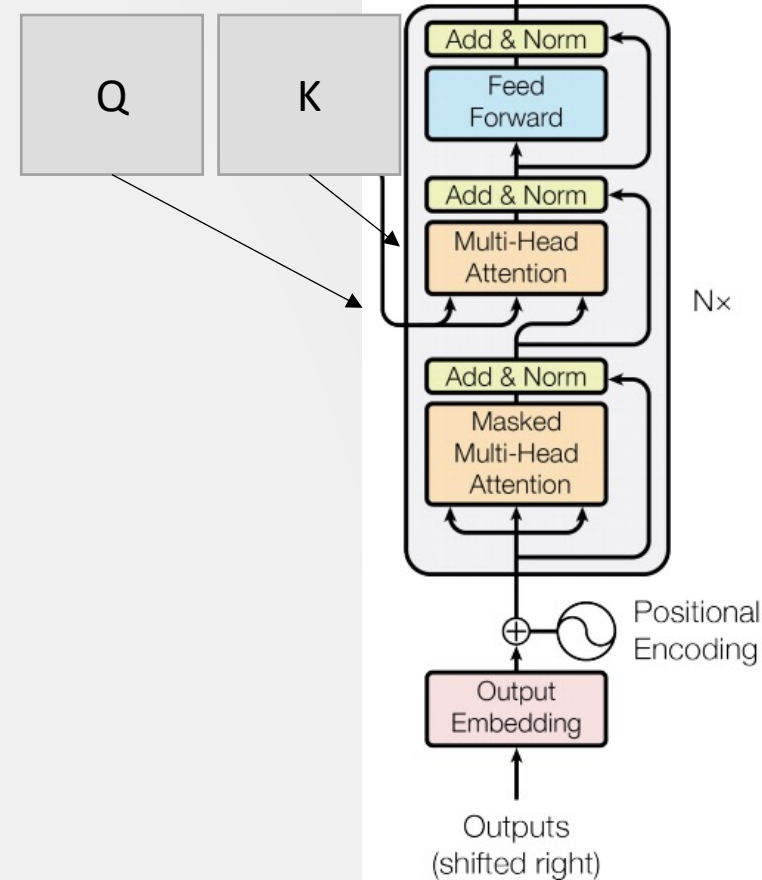 Q
K
Add & Norm
Feed
Forward
Add & Norm
Multi-Head
Attention
N×
Add & Norm
Masked
Multi-Head
Attention
Positional
Encoding
Output
Embedding
Outputs
(shifted right)